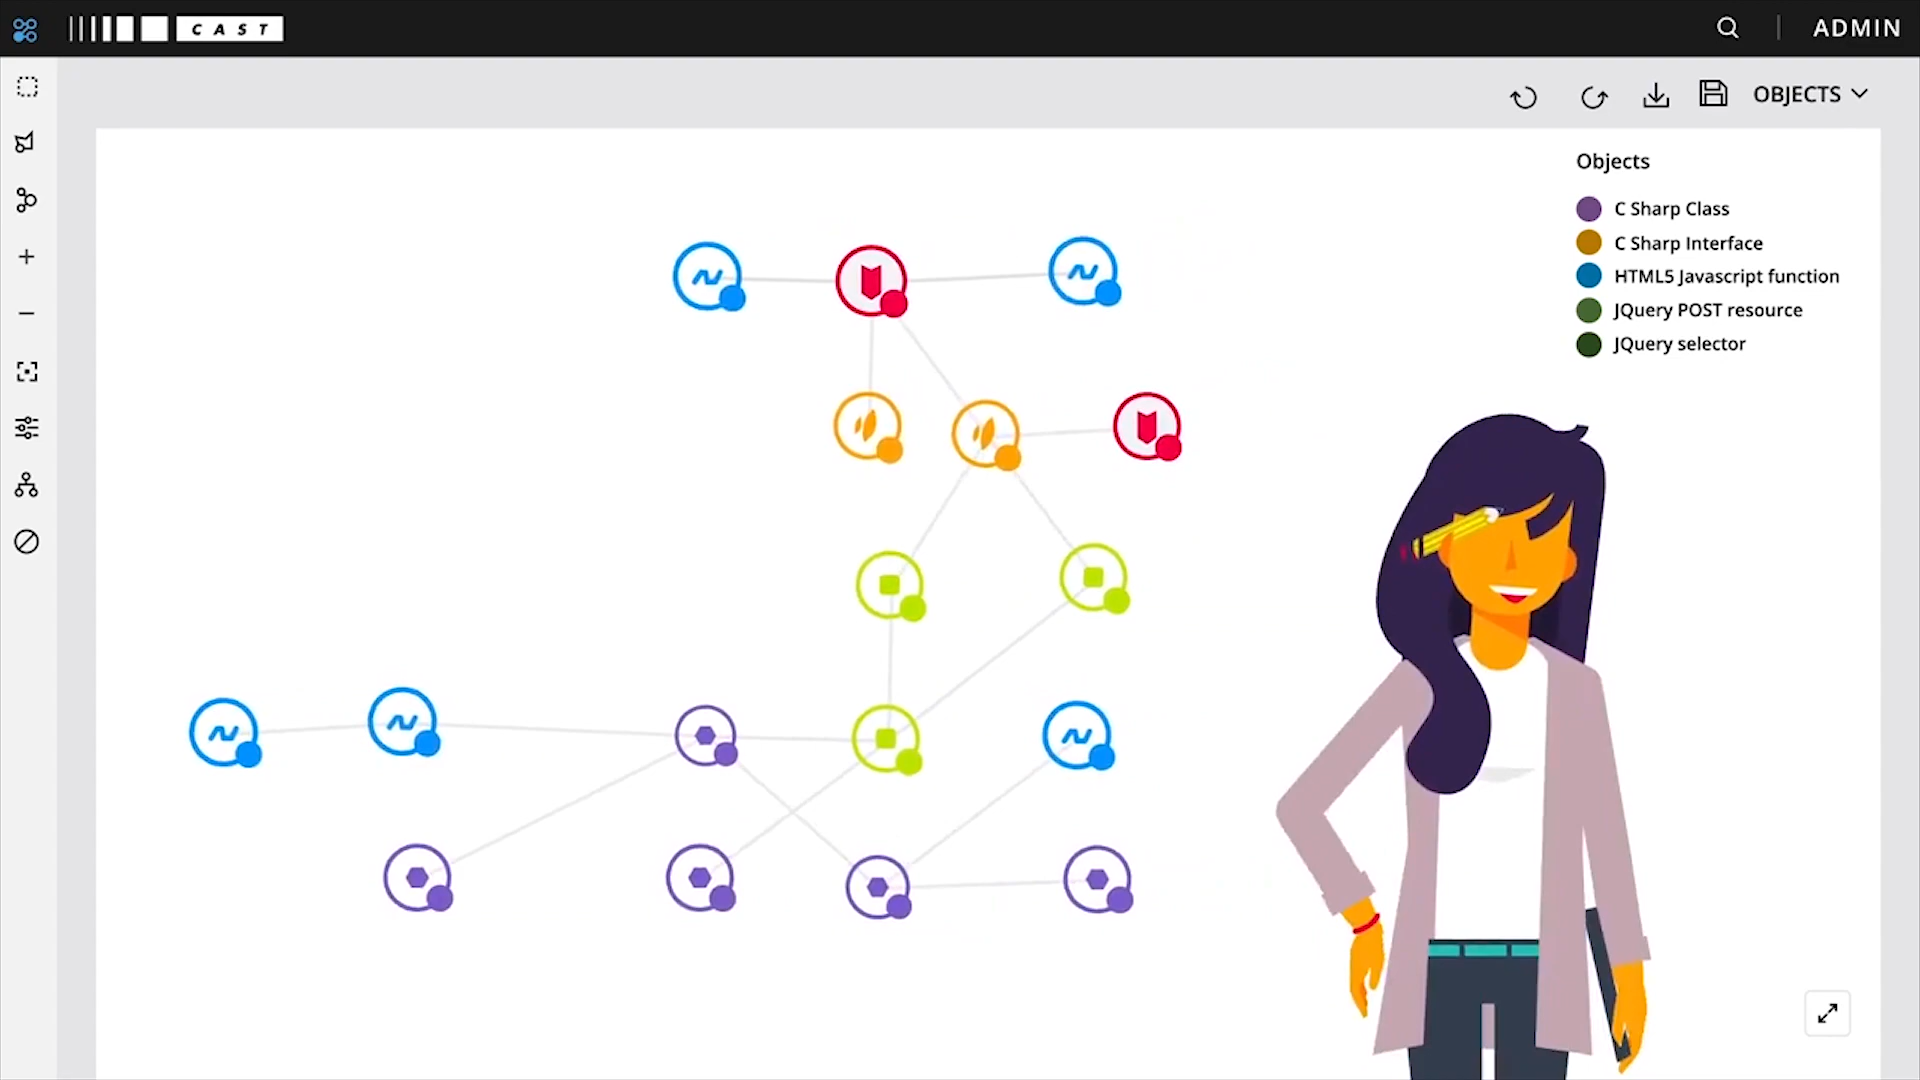 CAST
ADMIN
OBJECTS
Objects
C Sharp Class
C Sharp Interface
HTML5 Javascript function
JQuery POST resource
JQuery selector